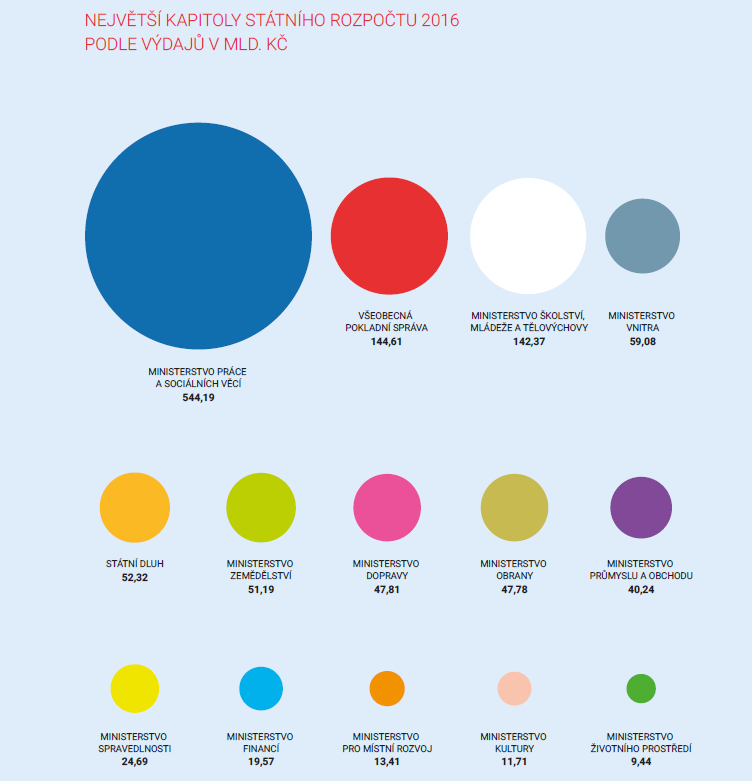 NEJVĚTŠÍ KAPITOLY STÁTNÍHO ROZPOČTU 2016
PODLE VÝDAJŮ V MLD. KČ
VŠEOBECNÁ
POKLADNÍ SPRÁVA
144,61
MINISTERSTVO ŠKOLSTVÍ,
MLÁDEŽE A TĚLOVÝCHOVY
142,37
MINISTERSTVO
VNITRA
59,08
MINISTERSTVO PRÁCE
A SOCIÁLNÍCH VĚCÍ
544,19
STÁTNÍ DLUH
52,32
MINISTERSTVO
ZEMĚDĚLSTVÍ
51,19
MINISTERSTVO
DOPRAVY
47,81
MINISTERSTVO
OBRANY
47,78
MINISTERSTVO
PRŮMYSLU A OBCHODU
40,24
MINISTERSTVO
SPRAVEDLNOSTI
24,69
MINISTERSTVO
FINANCÍ
19,57
MINISTERSTVO
PRO MÍSTNÍ ROZVOJ
13,41
MINISTERSTVO
KULTURY
11,71
MINISTERSTVO
ŽIVOTNÍHO PROSTŘEDÍ
9,44